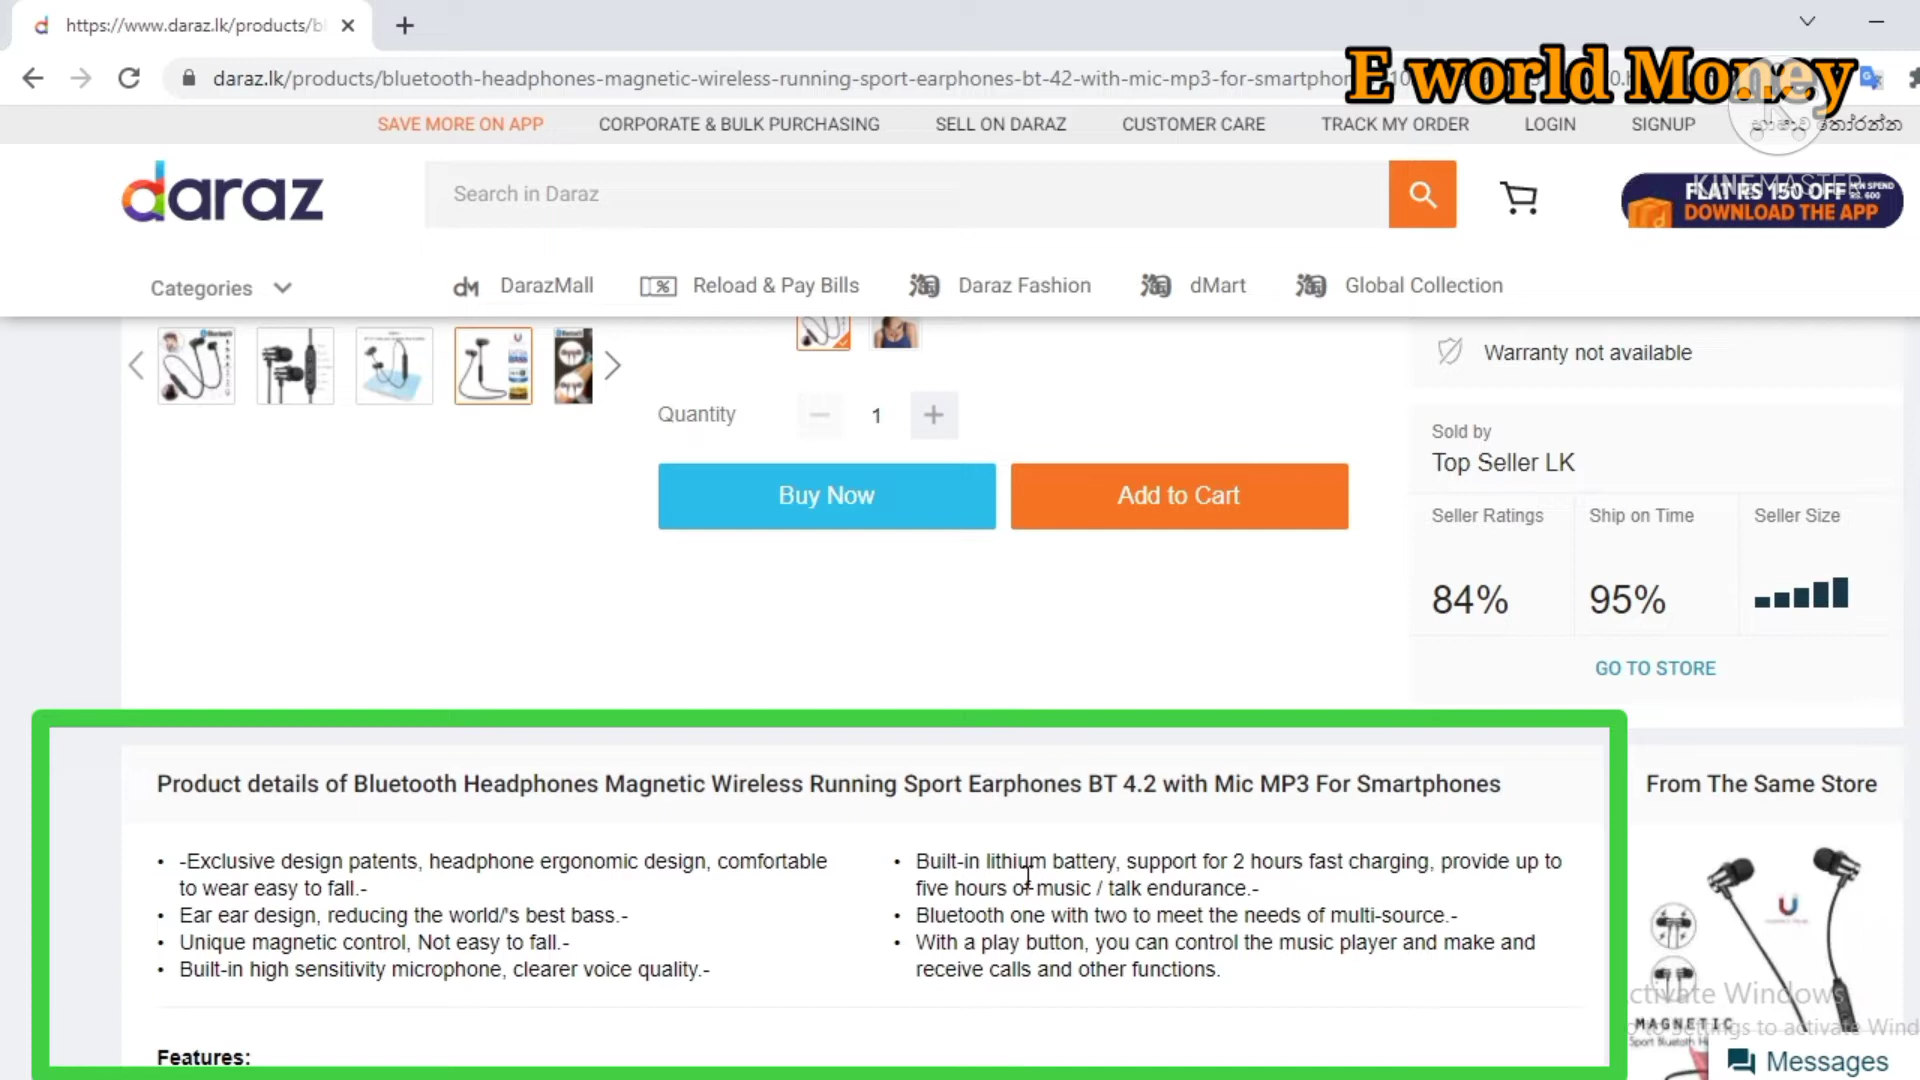 https://www.daraz.lk/products/bl
daraz.lk/products/bluetooth-headphones-magnetic-wireless-running-sport-earphones-bt-42-with-mic-mp3-for-smartphon
E world Money
SAVE MORE ON APP CORPORATE & BULK PURCHASING SELL ON DARAZ CUSTOMER CARE TRACK MY ORDER LOGIN SIGNUP භාෂාව තෝරන්න
daraz
Search in Daraz
KINEMASTER
FLAT RS 150 OFF
DOWNLOAD THE APP
Categories DarazMall Reload & Pay Bills Daraz Fashion dMart Global Collection
Warranty not available
Quantity 1
Sold by
Top Seller LK
Buy Now Add to Cart
Seller Ratings Ship on Time Seller Size
84% 95%
GO TO STORE
Product details of Bluetooth Headphones Magnetic Wireless Running Sport Earphones BT 4.2 with Mic MP3 For Smartphones
From The Same Store
• -Exclusive design patents, headphone ergonomic design, comfortable
to wear easy to fall.-
• Ear ear design, reducing the world/'s best bass.-
• Unique magnetic control, Not easy to fall.-
• Built-in high sensitivity microphone, clearer voice quality.-
• Built-in lithium battery, support for 2 hours fast charging, provide up to
five hours of music / talk endurance.-
• Bluetooth one with two to meet the needs of multi-source.-
• With a play button, you can control the music player and make and
receive calls and other functions.
Features:
Activate Windows
MAGNETIC
Messages